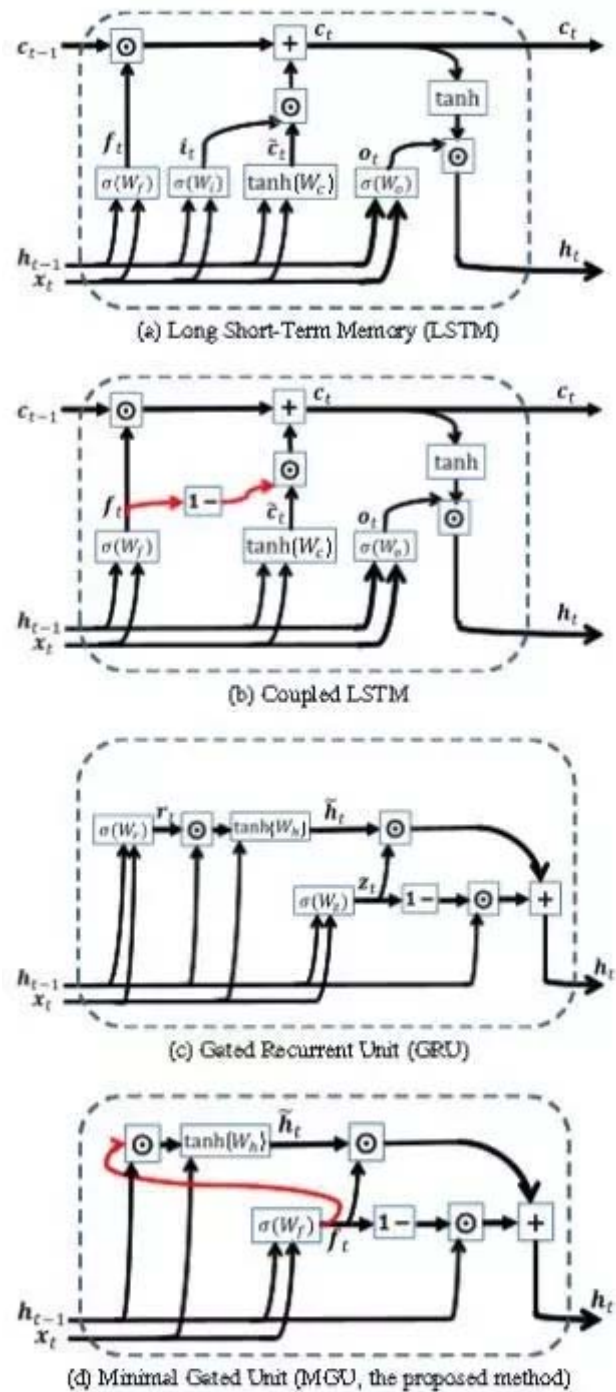 c_{t-1} ⊙ + c_t c_t
tanh
f_t i_t ⊙ c̃_t o_t ⊙
σ(W_f) σ(W_i) tanh(W_c) σ(W_o)
h_{t-1} h_t
x_t
(a) Long Short-Term Memory (LSTM)
c_{t-1} ⊙ + c_t c_t
tanh
f_t 1− ⊙ c̃_t o_t ⊙
σ(W_f) tanh(W_c) σ(W_o)
h_{t-1} h_t
x_t
(b) Coupled LSTM
σ(W_r) r_t ⊙ tanh(W_h) h̃_t ⊙
σ(W_z) z_t 1− ⊙ +
h_{t-1} h_t
x_t
(c) Gated Recurrent Unit (GRU)
⊙ tanh(W_h) h̃_t ⊙
σ(W_f) f_t 1− ⊙ +
h_{t-1} h_t
x_t
(d) Minimal Gated Unit (MGU, the proposed method)